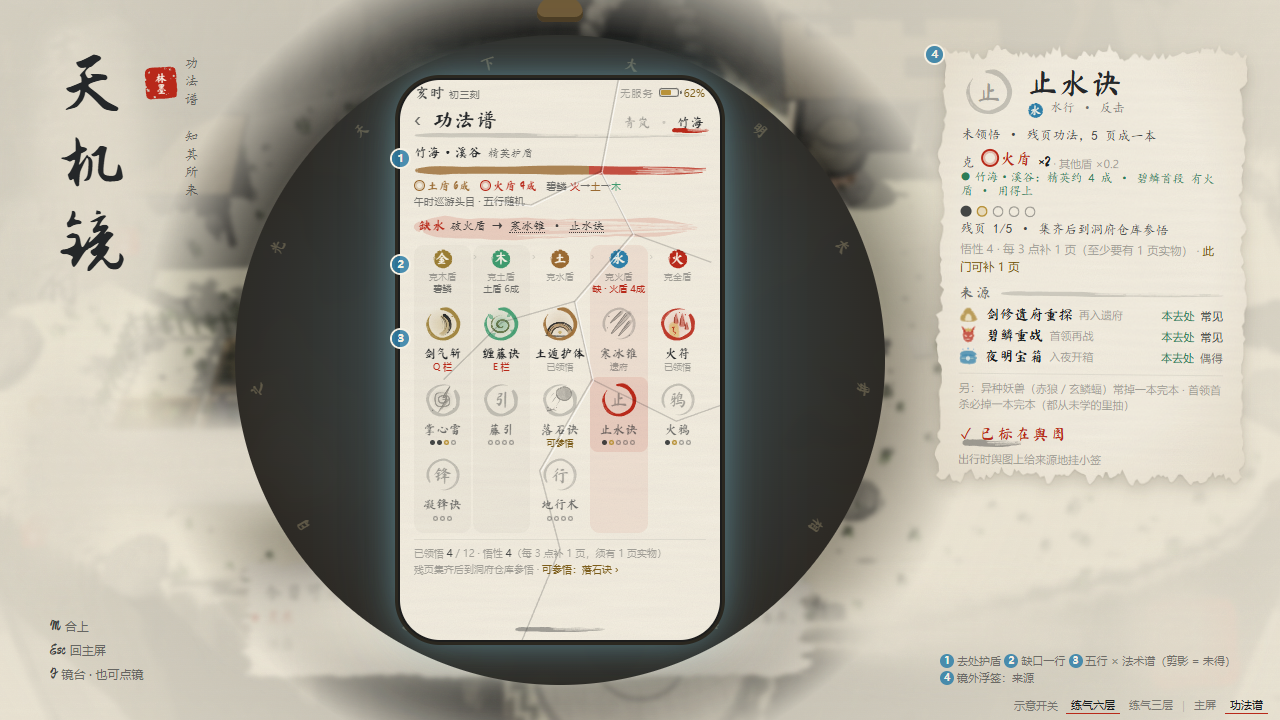 天机镜
林墨
功法谱 知其所来
亥时 初三刻
无服务 62%
‹ 功法谱
青岚 • 竹海
1
竹海 • 溪谷 精英护盾
土盾 6成 火盾 4成 碧鳞 火→土→木
午时巡游头目 · 五行随机
缺水 破火盾 → 寒冰锥 • 止水诀
2
金 木 土 水 火
克木盾 克土盾 克水盾 克火盾 克金盾
碧鳞 土盾 6成 缺 · 火盾 4成
3
剑气斩 缠藤诀 土遁护体 寒冰锥 火符
Q 栏 E 栏 已领悟 遗府 已领悟
引 止 鸦
掌心雷 藤引 落石诀 止水诀 火鸦
可参悟
锋 行
凝锋诀 地行术
已领悟 4 / 12 · 悟性 4（每 3 点补 1 页，须有 1 页实物）
残页集齐后到洞府仓库参悟 · 可参悟：落石诀 ›
4
止
止水诀
水 水行 • 反击
未领悟 • 残页功法，5 页成一本
克 火盾 ×2 · 其他盾 ×0.2
竹海 · 溪谷：精英约 4 成 • 碧鳞首段 有火
盾 • 用得上
残页 1/5 • 集齐后到洞府仓库参悟
悟性 4 · 每 3 点补 1 页（至少要有 1 页实物）· 此
门可补 1 页
来源
剑修遗府重探 再入遗府 本去处 常见
碧鳞重战 首领再战 本去处 常见
夜明宝箱 入夜开箱 本去处 偶得
另：异种妖兽（赤狼 / 玄鳞蝠）常掉一本完本 · 首领首
杀必掉一本完本（都从未学的里抽）
✓ 已标在舆图
出行时舆图上给来源地挂小签
M 合上
Esc 回主屏
镜台 · 也可点镜
1 去处护盾 2 缺口一行 3 五行 × 法术谱（剪影 = 未得）
4 镜外浮签：来源
示意开关 练气六层 练气三层 | 主屏 功法谱